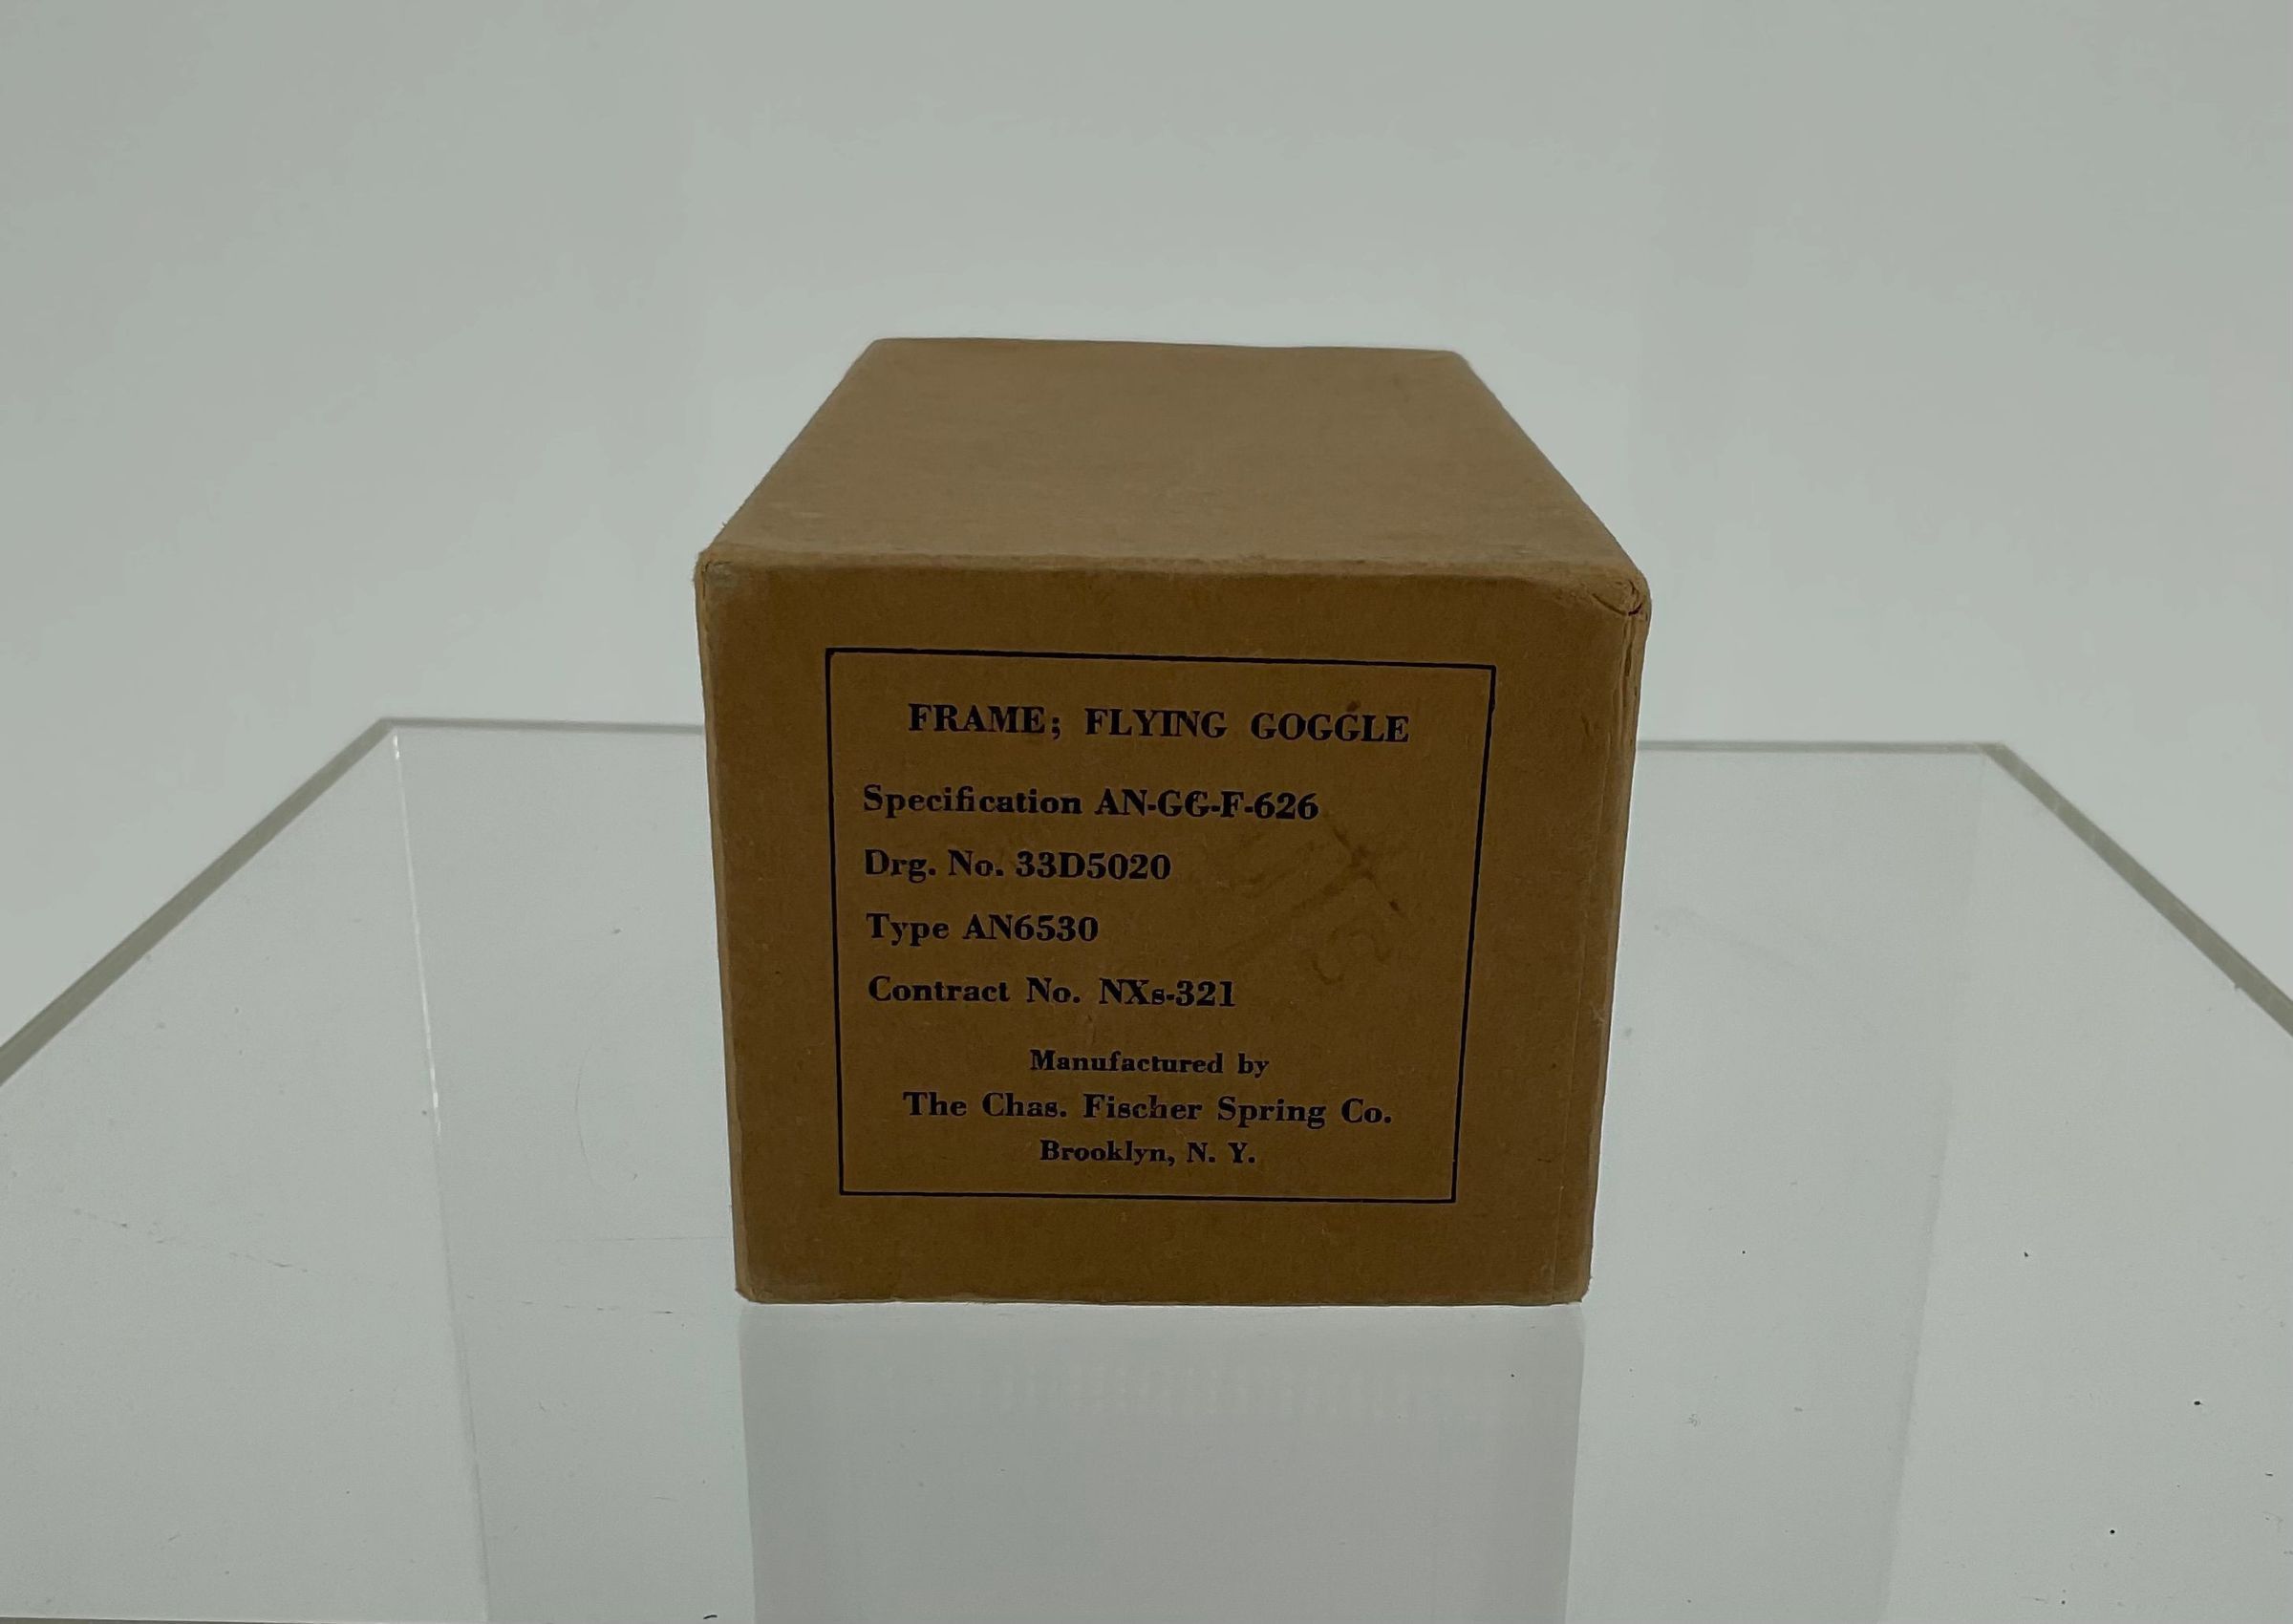 FRAME; FLYING GOGGLE
Specification AN-GG-F-626
Drg. No. 33D5020
Type AN6530
Contract No. NXs-321
Manufactured by
The Chas. Fischer Spring Co.
Brooklyn, N. Y.